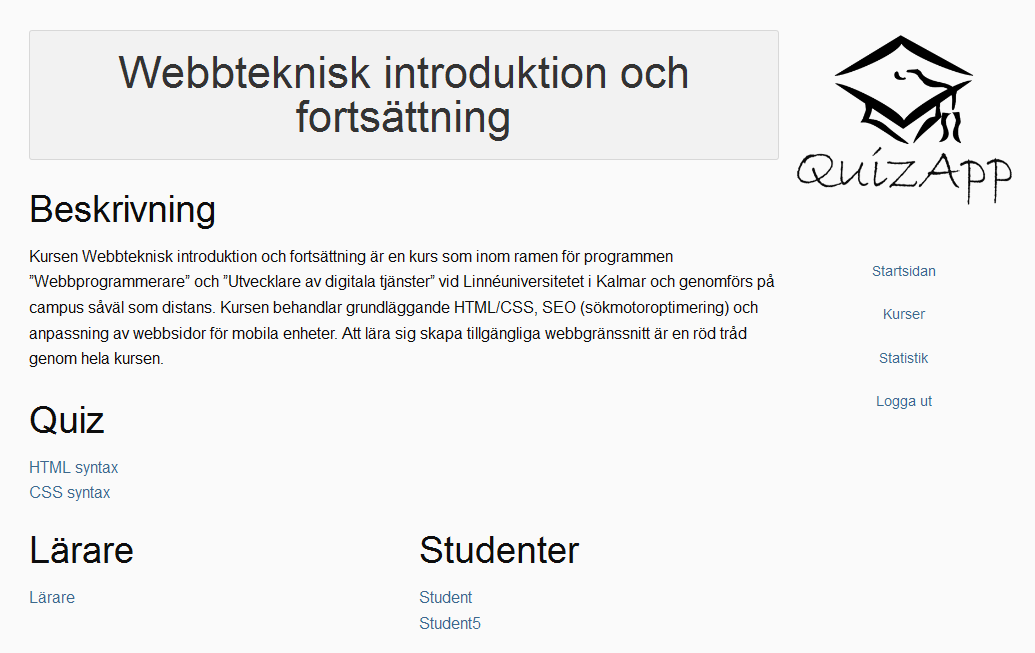 Webbteknisk introduktion och
fortsättning
QuizApp
Beskrivning
Kursen Webbteknisk introduktion och fortsättning är en kurs som inom ramen för programmen
”Webbprogrammerare” och ”Utvecklare av digitala tjänster” vid Linnéuniversitetet i Kalmar och genomförs på
campus såväl som distans. Kursen behandlar grundläggande HTML/CSS, SEO (sökmotoroptimering) och
anpassning av webbsidor för mobila enheter. Att lära sig skapa tillgängliga webbgränssnitt är en röd tråd
genom hela kursen.
Startsidan
Kurser
Statistik
Logga ut
Quiz
HTML syntax
CSS syntax
Lärare
Lärare
Studenter
Student
Student5